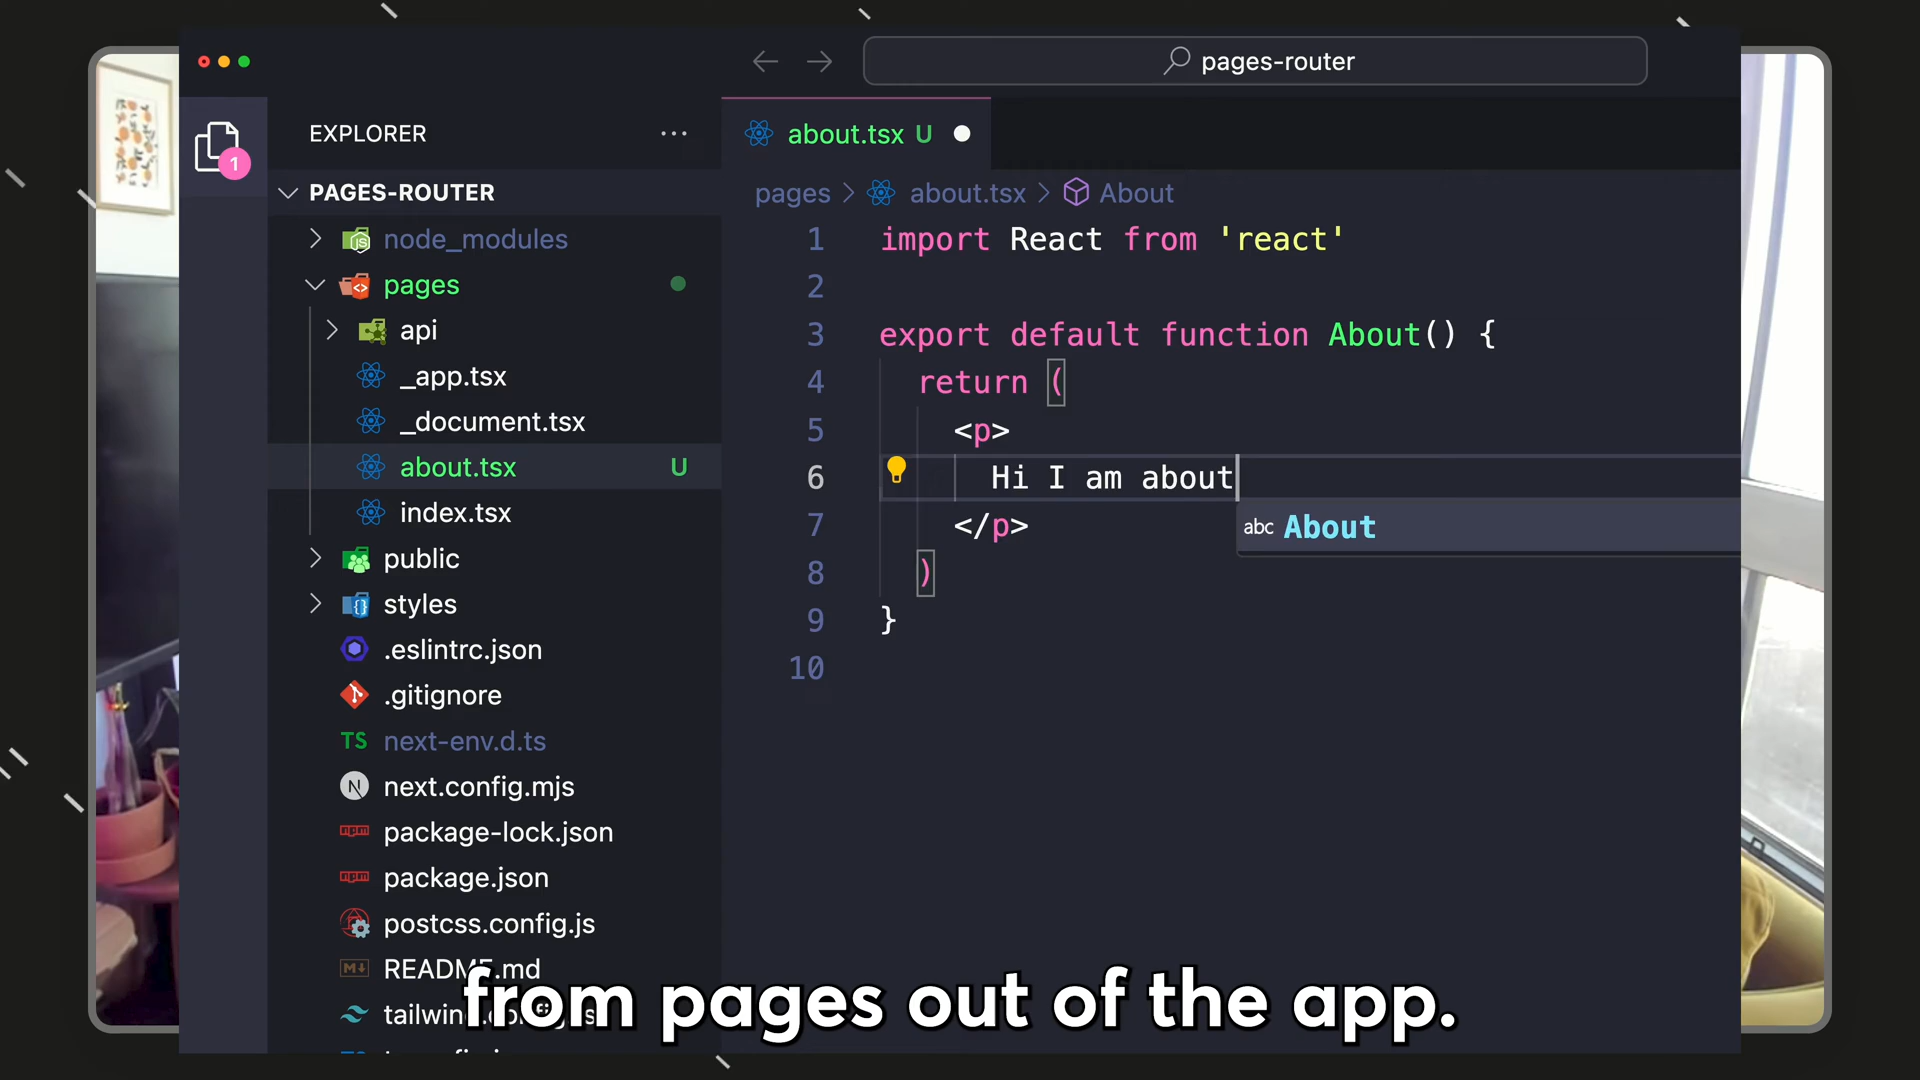 pages-router
EXPLORER
1
PAGES-ROUTER
node_modules
pages
api
_app.tsx
_document.tsx
about.tsx U
index.tsx
public
styles
.eslintrc.json
.gitignore
TS next-env.d.ts
N next.config.mjs
package-lock.json
package.json
postcss.config.js
README.md
about.tsx U
pages > about.tsx > About
1 import React from 'react'
2
3 export default function About() {
4 return (
5 <p>
6 Hi I am about
7 </p>
8 )
9 }
10
abc About
from pages out of the app.